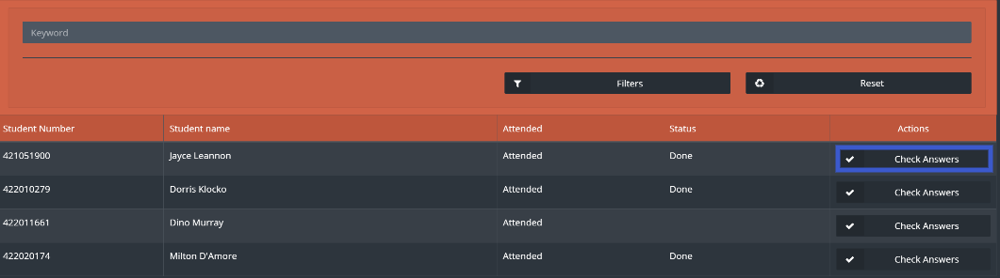 Keyword
Filters Reset
Student Number Student name Attended Status Actions
421051900 Jayce Leannon Attended Done Check Answers
422010279 Dorris Klocko Attended Done Check Answers
422011661 Dino Murray Attended Check Answers
422020174 Milton D'Amore Attended Done Check Answers